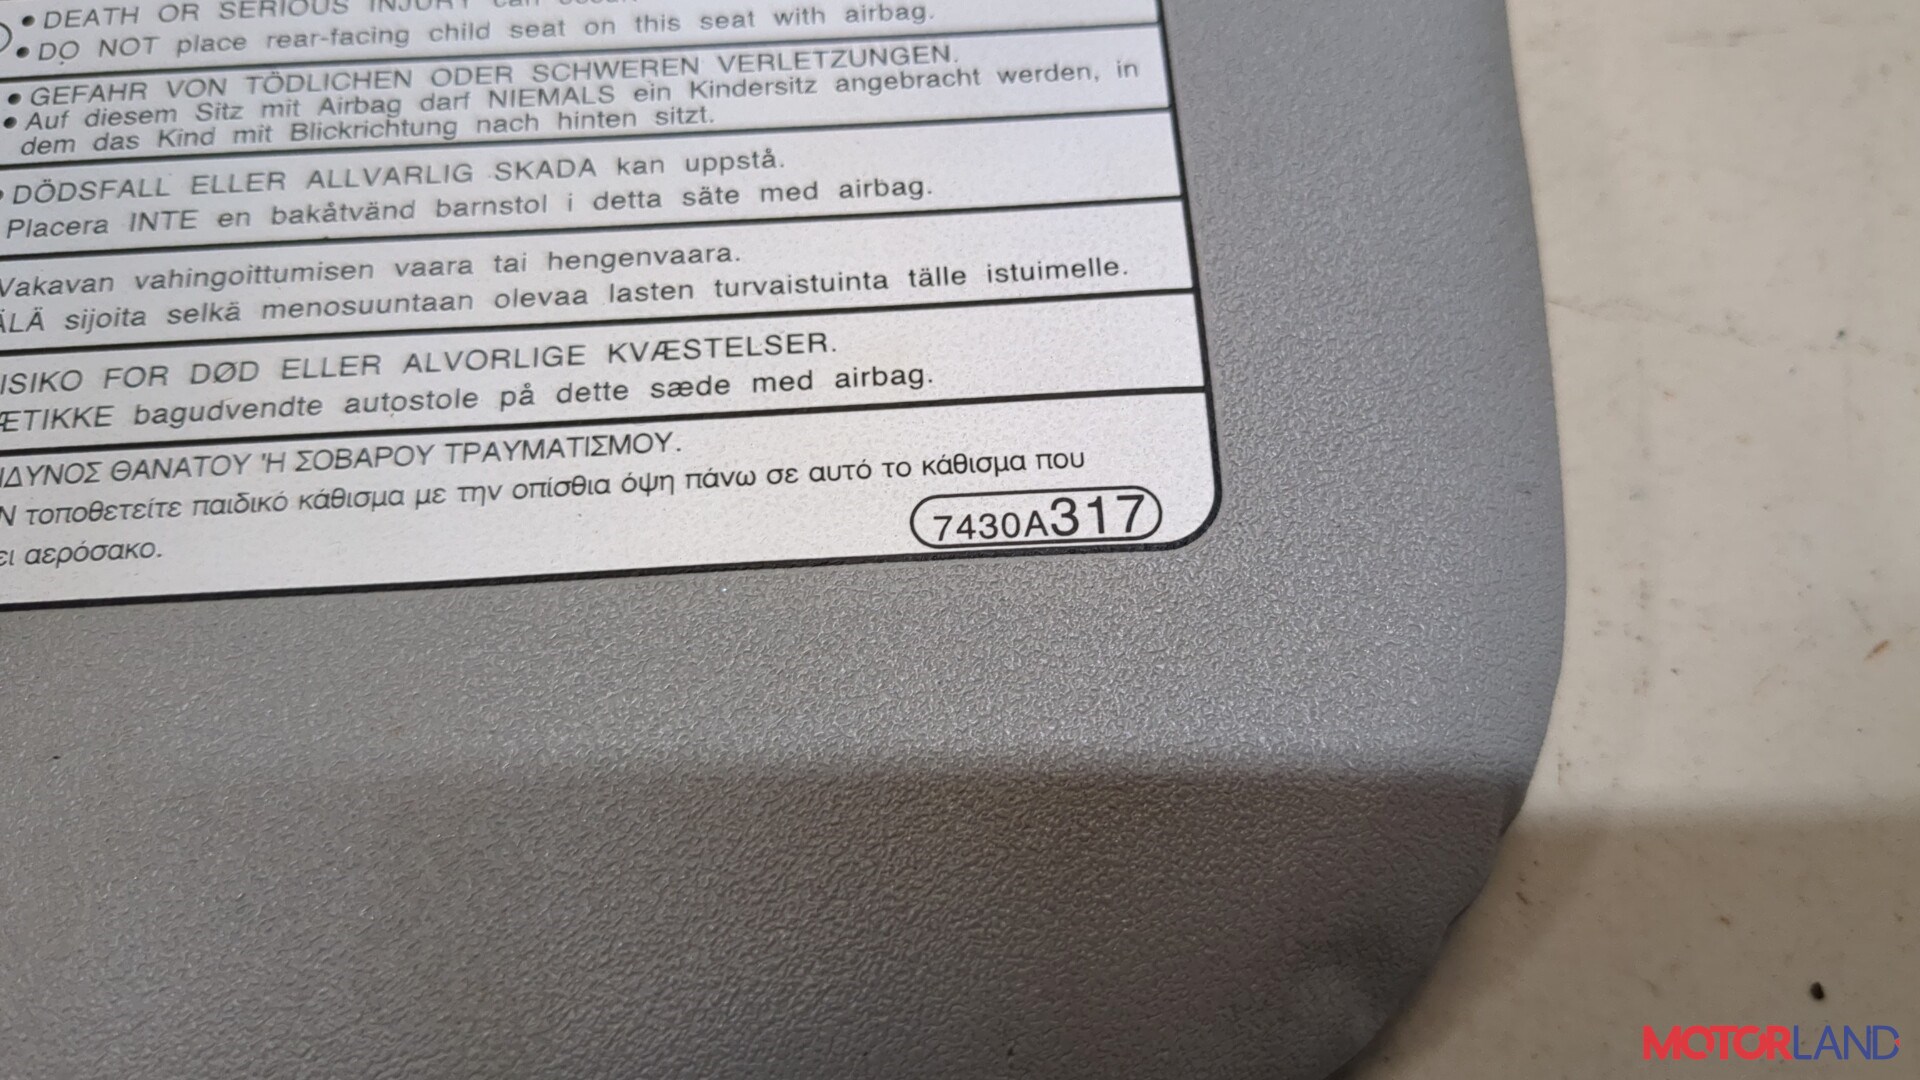 • DEATH OR SERIOUS INJURY can
• DO NOT place rear-facing child seat on this seat with airbag.
• GEFAHR VON TÖDLICHEN ODER SCHWEREN VERLETZUNGEN.
• Auf diesem Sitz mit Airbag darf NIEMALS ein Kindersitz angebracht werden, in
dem das Kind mit Blickrichtung nach hinten sitzt.
• DÖDSFALL ELLER ALLVARLIG SKADA kan uppstå.
Placera INTE en bakåtvänd barnstol i detta säte med airbag.
Vakavan vahingoittumisen vaara tai hengenvaara.
ÄLÄ sijoita selkä menosuuntaan olevaa lasten turvaistuinta tälle istuimelle.
ISIKO FOR DØD ELLER ALVORLIGE KVÆSTELSER.
ÆTIKKE bagudvendte autostole på dette sæde med airbag.
ΙΔΥΝΟΣ ΘΑΝΑΤΟΥ Ή ΣΟΒΑΡΟΥ ΤΡΑΥΜΑΤΙΣΜΟΥ.
Ν τοποθετείτε παιδικό κάθισμα με την οπίσθια όψη πάνω σε αυτό το κάθισμα που
ει αερόσακο.
7430A317
MOTORLAND